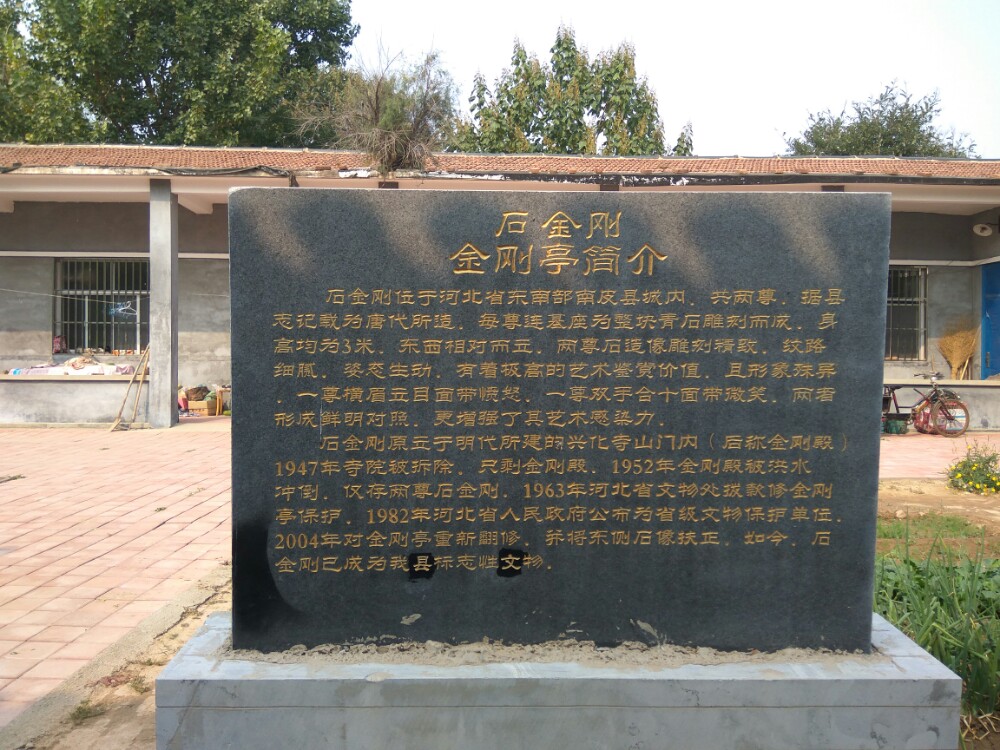 石金刚
金刚亭简介
石金刚位于河北省东南部南皮县城内，共两尊，据县
志记载为唐代所造，每尊连基座为整块青石雕刻而成，身
高均为3米，东西相对而立，两尊石造像雕刻精致，纹路
细腻，姿态生动，有着极高的艺术鉴赏价值，且形象殊异
，一尊横眉立目面带愤怒，一尊双手合十面带微笑，两者
形成鲜明对照，更增强了其艺术感染力。
石金刚原立于明代所建的兴化寺山门内（后称金刚殿）
1947年寺院被拆除，只剩金刚殿、1952年金刚殿被洪水
冲倒，仅存两尊石金刚，1963年河北省文物处拨款修金刚
亭保护，1982年河北省人民政府公布为省级文物保护单位，
2004年对金刚亭重新翻修，并将东侧石像扶正，如今，石
金刚已成为我县标志性文物。